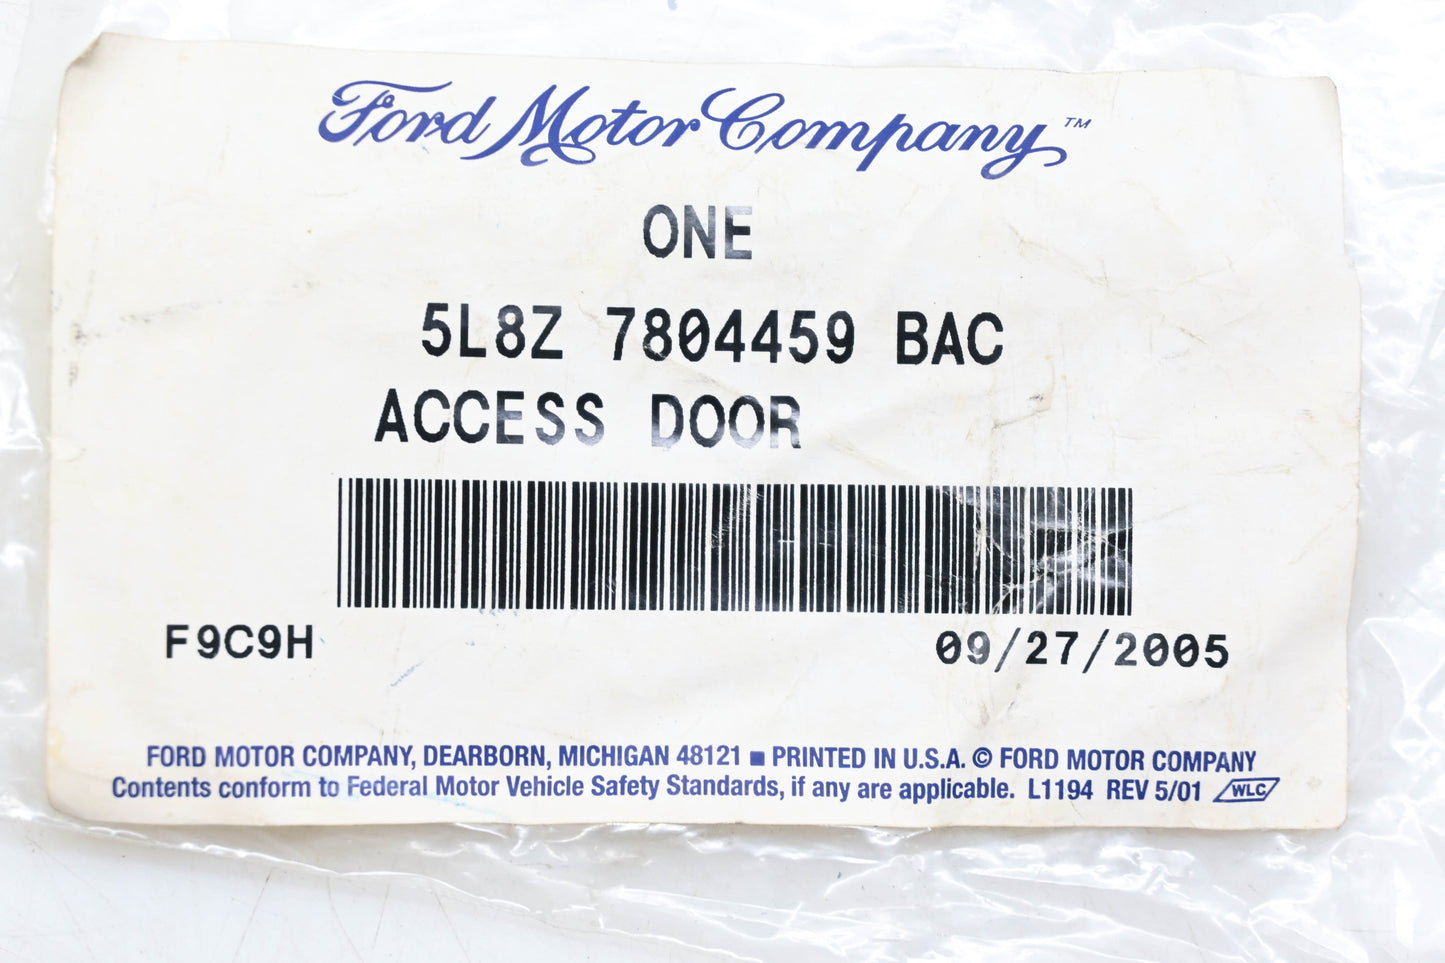 Ford Motor Company™
ONE
5L8Z 7804459 BAC
ACCESS DOOR
F9C9H 09/27/2005
FORD MOTOR COMPANY, DEARBORN, MICHIGAN 48121 ■ PRINTED IN U.S.A. © FORD MOTOR COMPANY
Contents conform to Federal Motor Vehicle Safety Standards, if any are applicable. L1194 REV 5/01 WLC